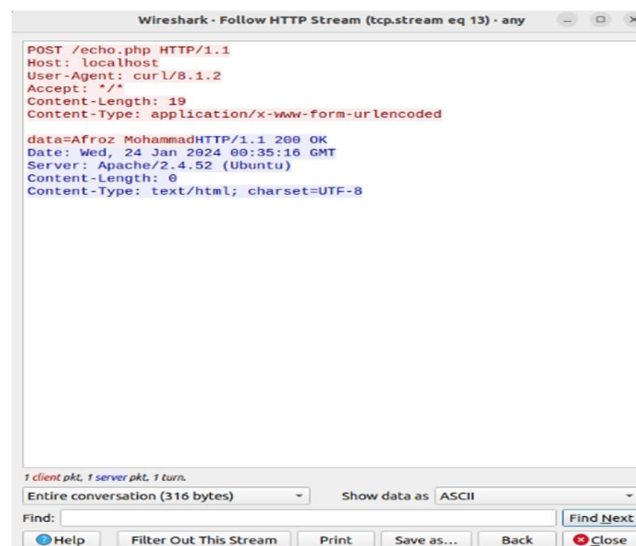 Wireshark · Follow HTTP Stream (tcp.stream eq 13) · any
POST /echo.php HTTP/1.1
Host: localhost
User-Agent: curl/8.1.2
Accept: */*
Content-Length: 19
Content-Type: application/x-www-form-urlencoded
data=Afroz MohammadHTTP/1.1 200 OK
Date: Wed, 24 Jan 2024 00:35:16 GMT
Server: Apache/2.4.52 (Ubuntu)
Content-Length: 0
Content-Type: text/html; charset=UTF-8
1 client pkt, 1 server pkt, 1 turn.
Entire conversation (316 bytes) Show data as ASCII
Find: Find Next
Help Filter Out This Stream Print Save as... Back Close